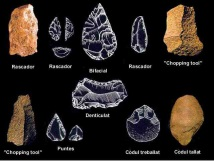 Rascador
Rascador
Bifacial
Rascador
"Chopping tool"
Denticulat
"Chopping tool"
Puntes
Còdul treballat
Còdul tallat